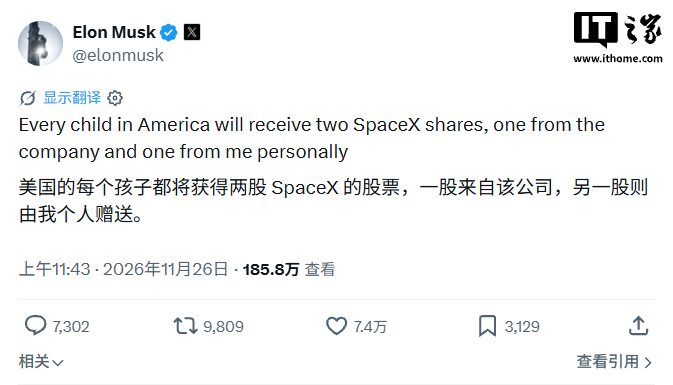 Elon Musk
@elonmusk
IT之家
www.ithome.com
显示翻译
Every child in America will receive two SpaceX shares, one from the
company and one from me personally
美国的每个孩子都将获得两股 SpaceX 的股票，一股来自该公司，另一股则
由我个人赠送。
上午11:43 · 2026年11月26日 · 185.8万 查看
7,302 9,809 7.4万 3,129
相关 查看引用